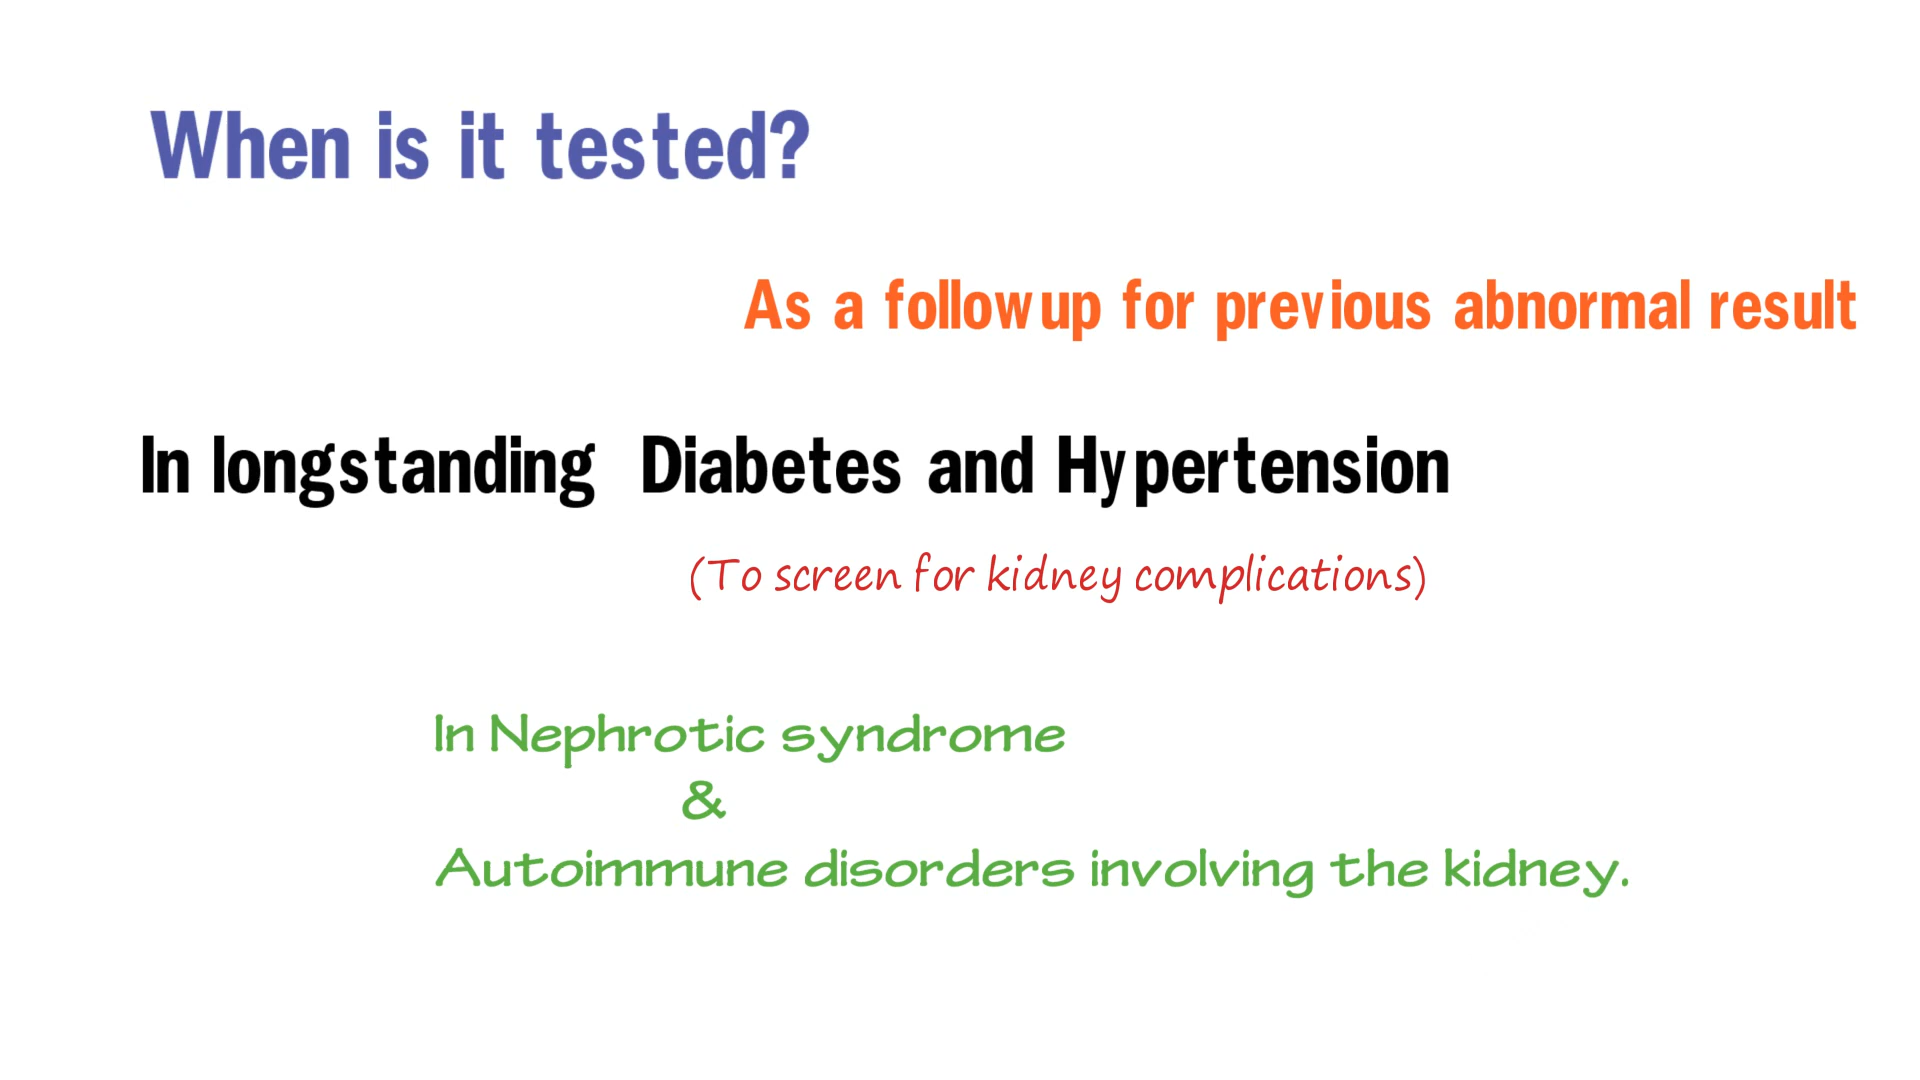 When is it tested?
As a followup for previous abnormal result
In longstanding Diabetes and Hypertension
(To screen for kidney complications)
In Nephrotic syndrome
&
Autoimmune disorders involving the kidney.